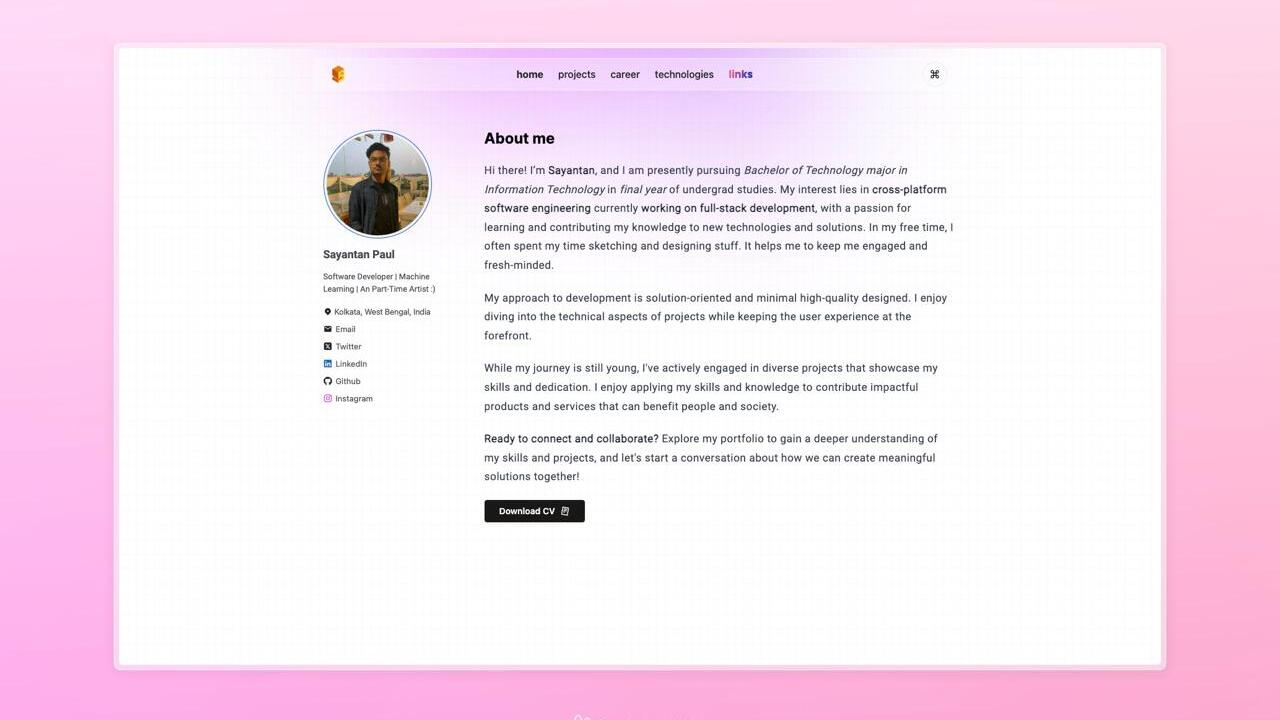 home projects career technologies links
Sayantan Paul
Software Developer | Machine
Learning | An Part-Time Artist :)
Kolkata, West Bengal, India
Email
Twitter
LinkedIn
Github
Instagram
About me
Hi there! I'm Sayantan, and I am presently pursuing Bachelor of Technology major in
Information Technology in final year of undergrad studies. My interest lies in cross-platform
software engineering currently working on full-stack development, with a passion for
learning and contributing my knowledge to new technologies and solutions. In my free time, I
often spent my time sketching and designing stuff. It helps me to keep me engaged and
fresh-minded.
My approach to development is solution-oriented and minimal high-quality designed. I enjoy
diving into the technical aspects of projects while keeping the user experience at the
forefront.
While my journey is still young, I've actively engaged in diverse projects that showcase my
skills and dedication. I enjoy applying my skills and knowledge to contribute impactful
products and services that can benefit people and society.
Ready to connect and collaborate? Explore my portfolio to gain a deeper understanding of
my skills and projects, and let's start a conversation about how we can create meaningful
solutions together!
Download CV